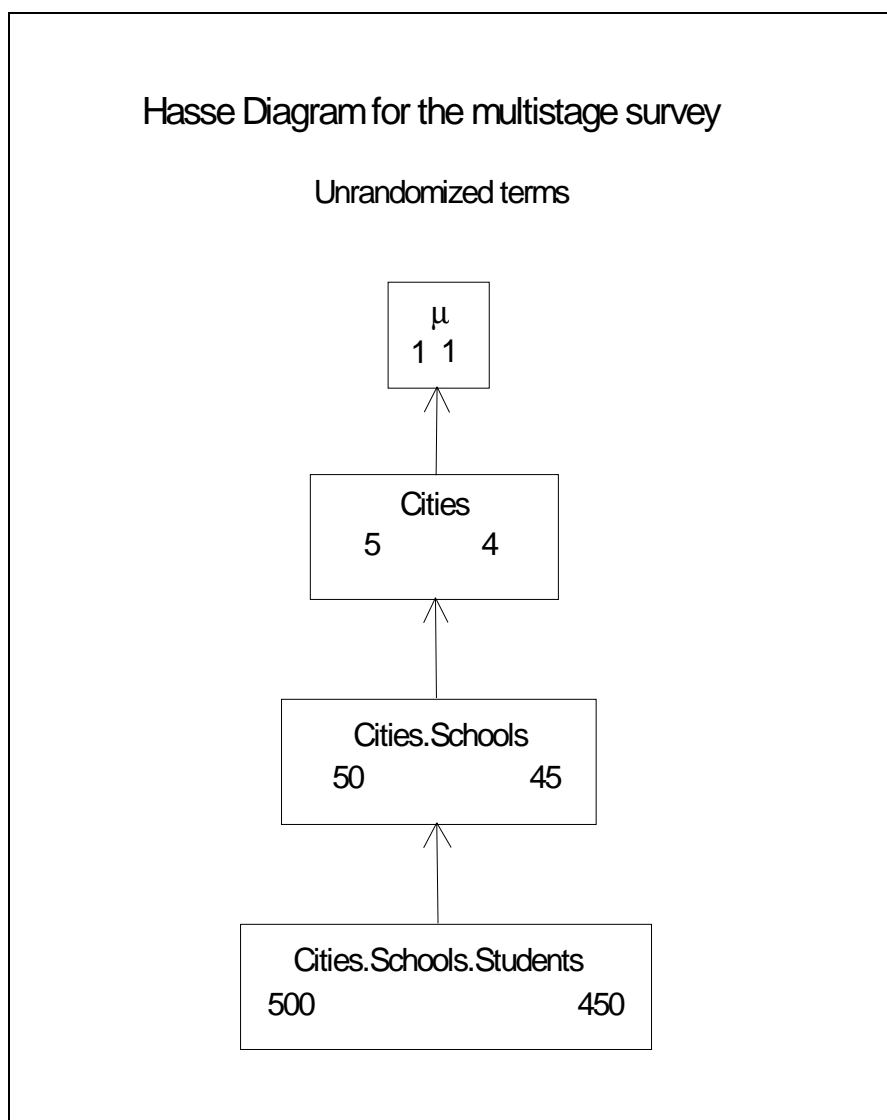 Hasse Diagram for the multistage survey
Unrandomized terms
μ
1 1
Cities
5 4
Cities.Schools
50 45
Cities.Schools.Students
500 450